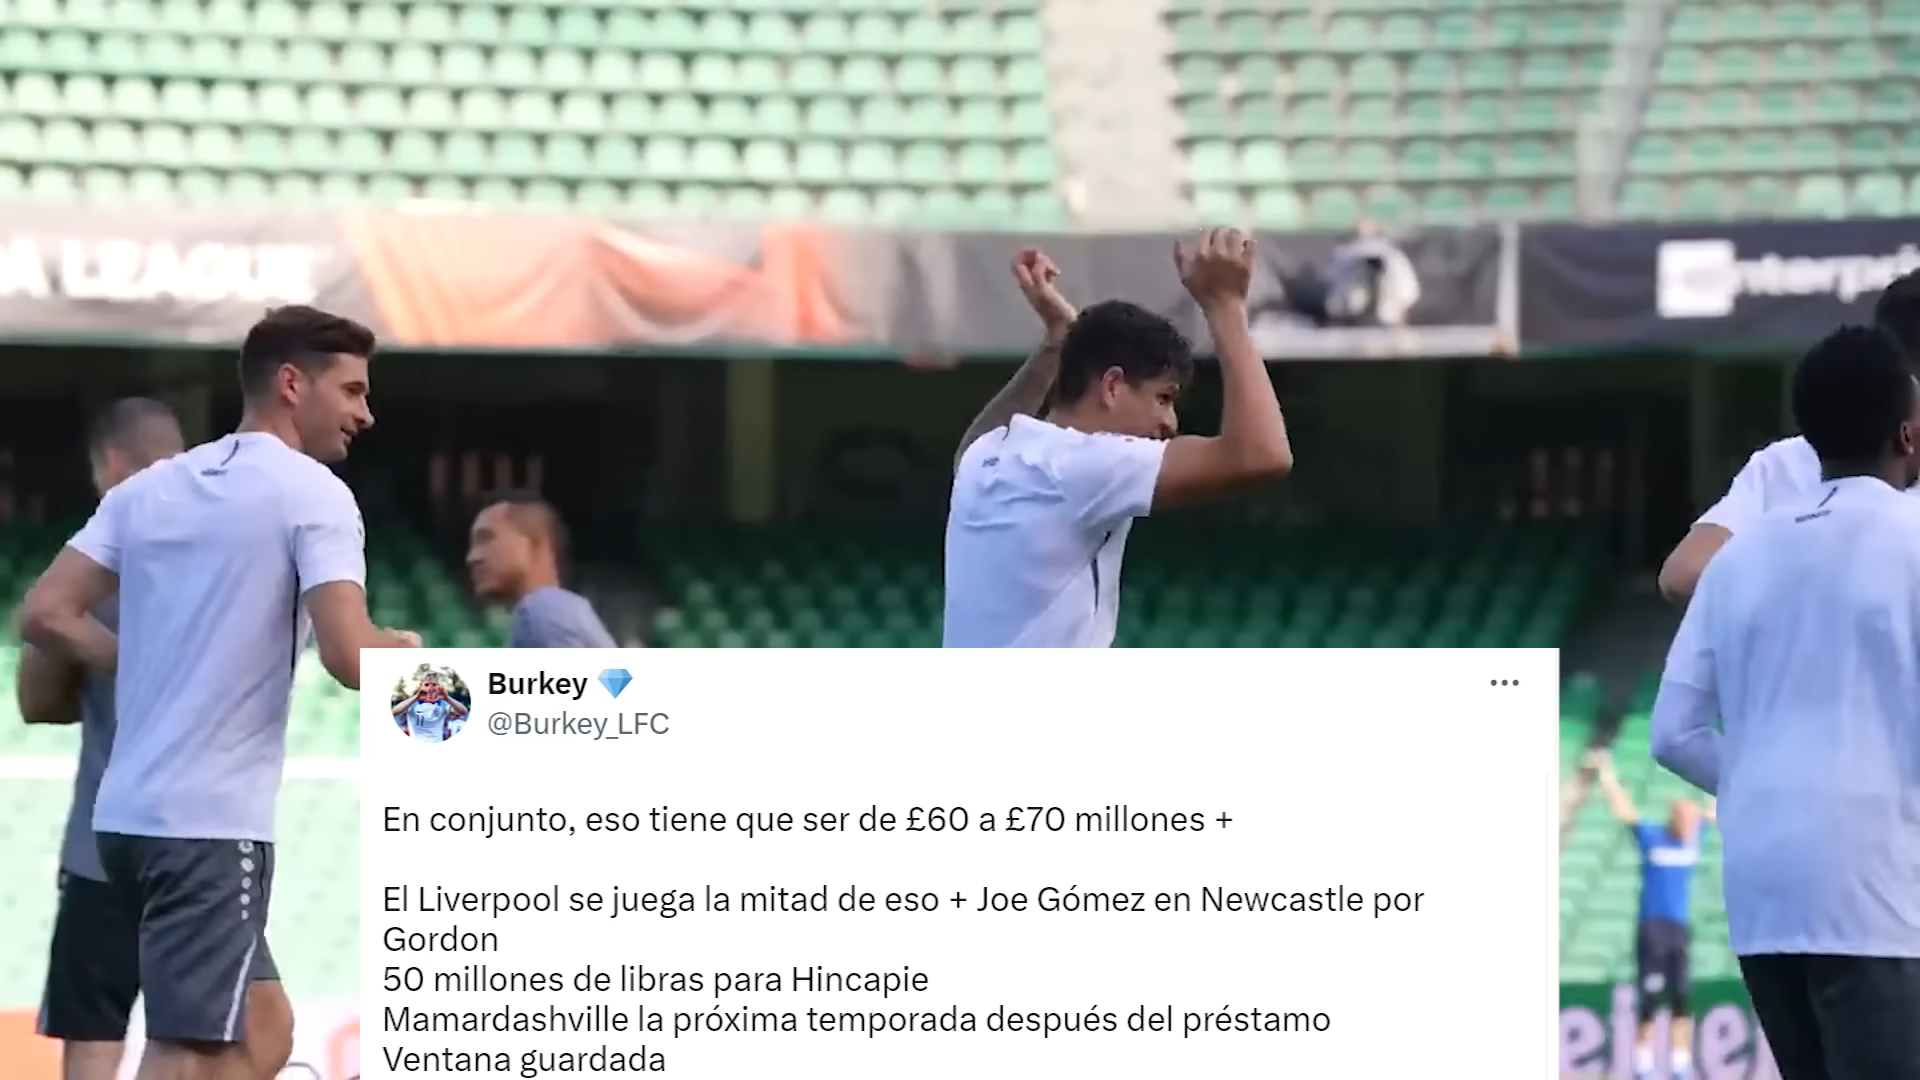 A LEAGUE
Burkey
@Burkey_LFC
En conjunto, eso tiene que ser de £60 a £70 millones +
El Liverpool se juega la mitad de eso + Joe Gómez en Newcastle por
Gordon
50 millones de libras para Hincapie
Mamardashville la próxima temporada después del préstamo
Ventana guardada